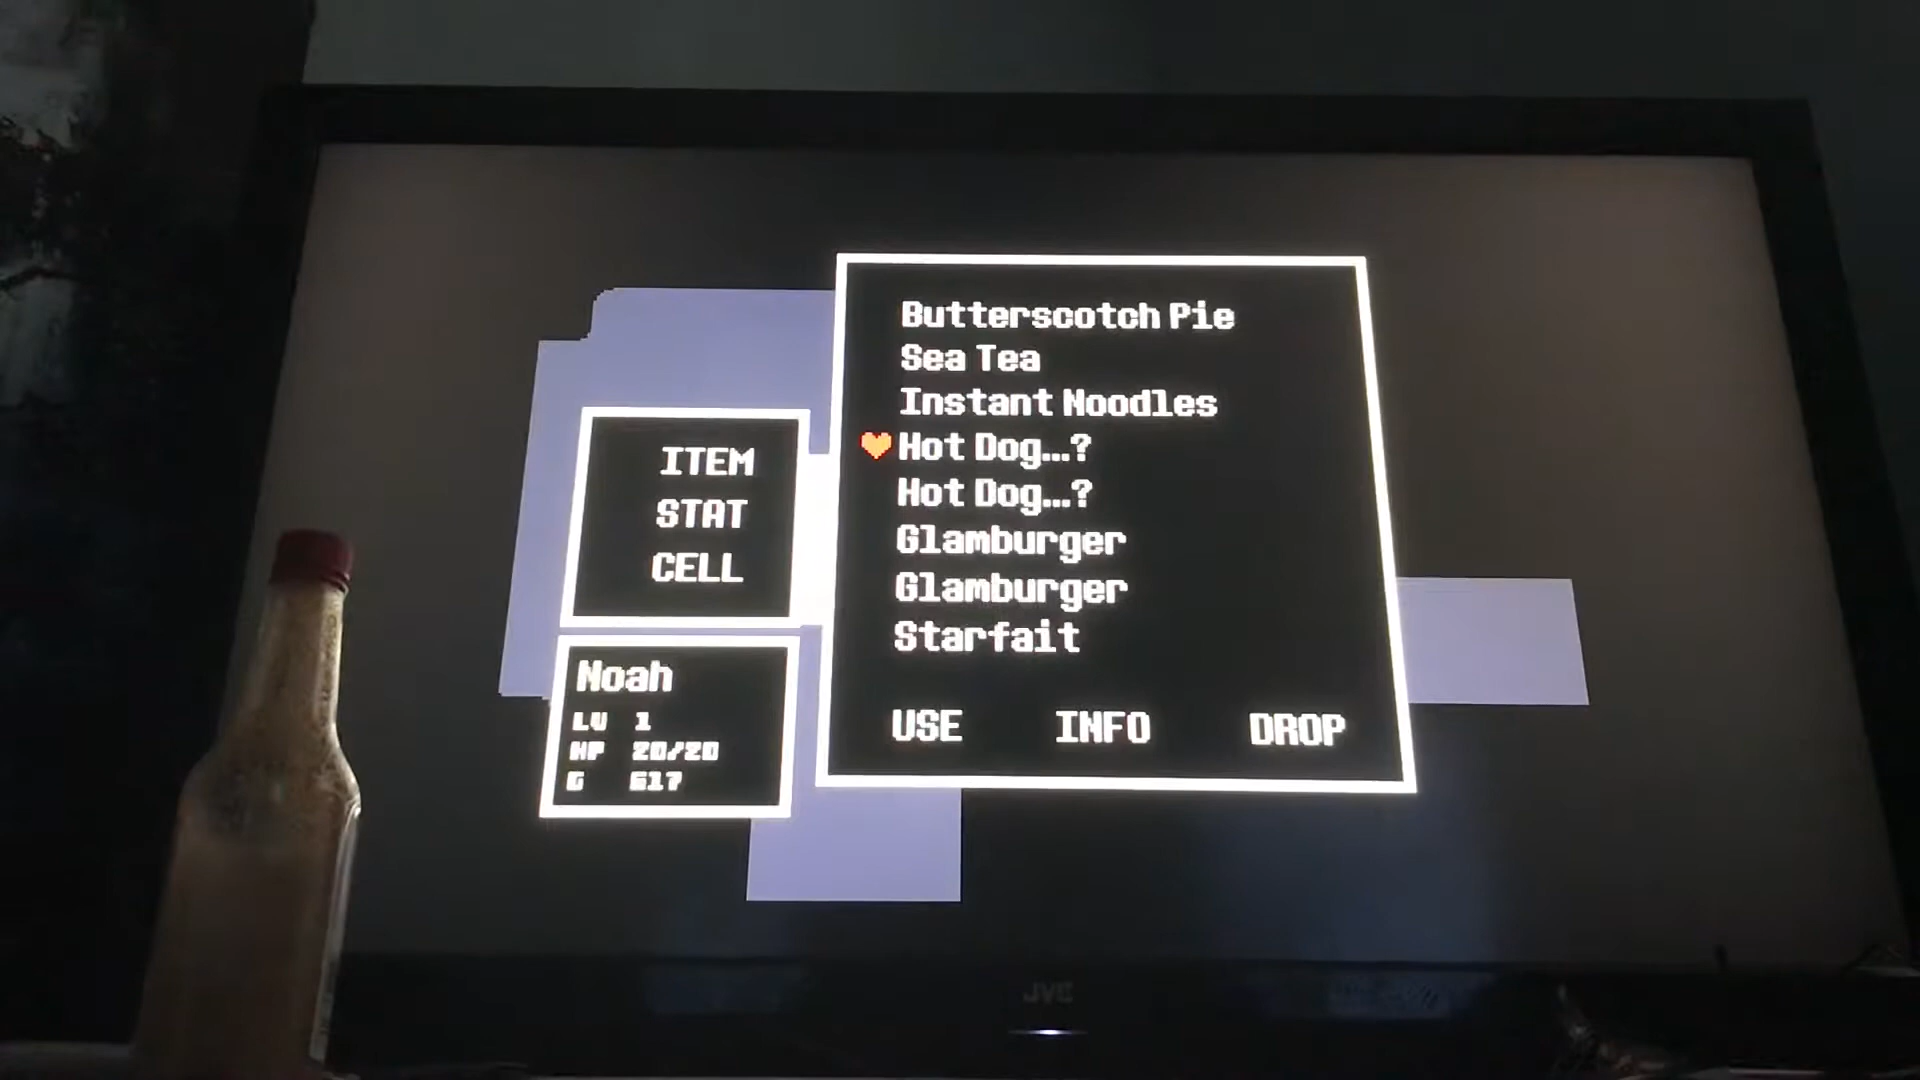 Butterscotch Pie
Sea Tea
Instant Noodles
Hot Dog...?
Hot Dog...?
Glamburger
Glamburger
Starfait
USE INFO DROP
ITEM
STAT
CELL
Noah
LV 1
HP 20/20
G 617
JVC